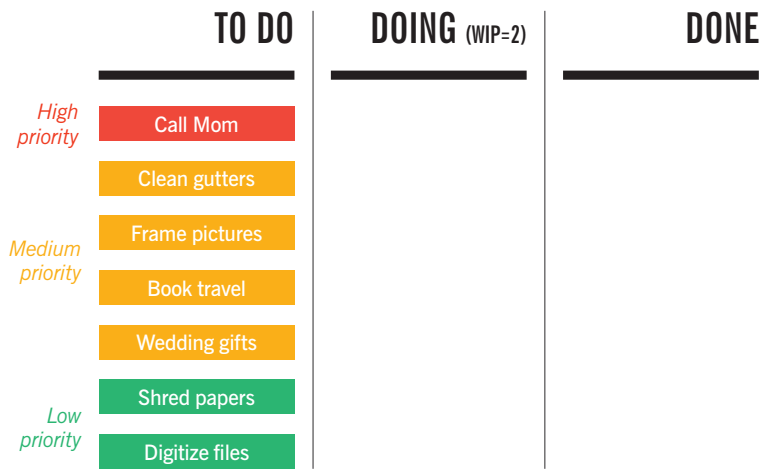 TO DO
DOING (WIP=2)
DONE
High
priority
Call Mom
Clean gutters
Frame pictures
Medium
priority
Book travel
Wedding gifts
Shred papers
Low
priority
Digitize files